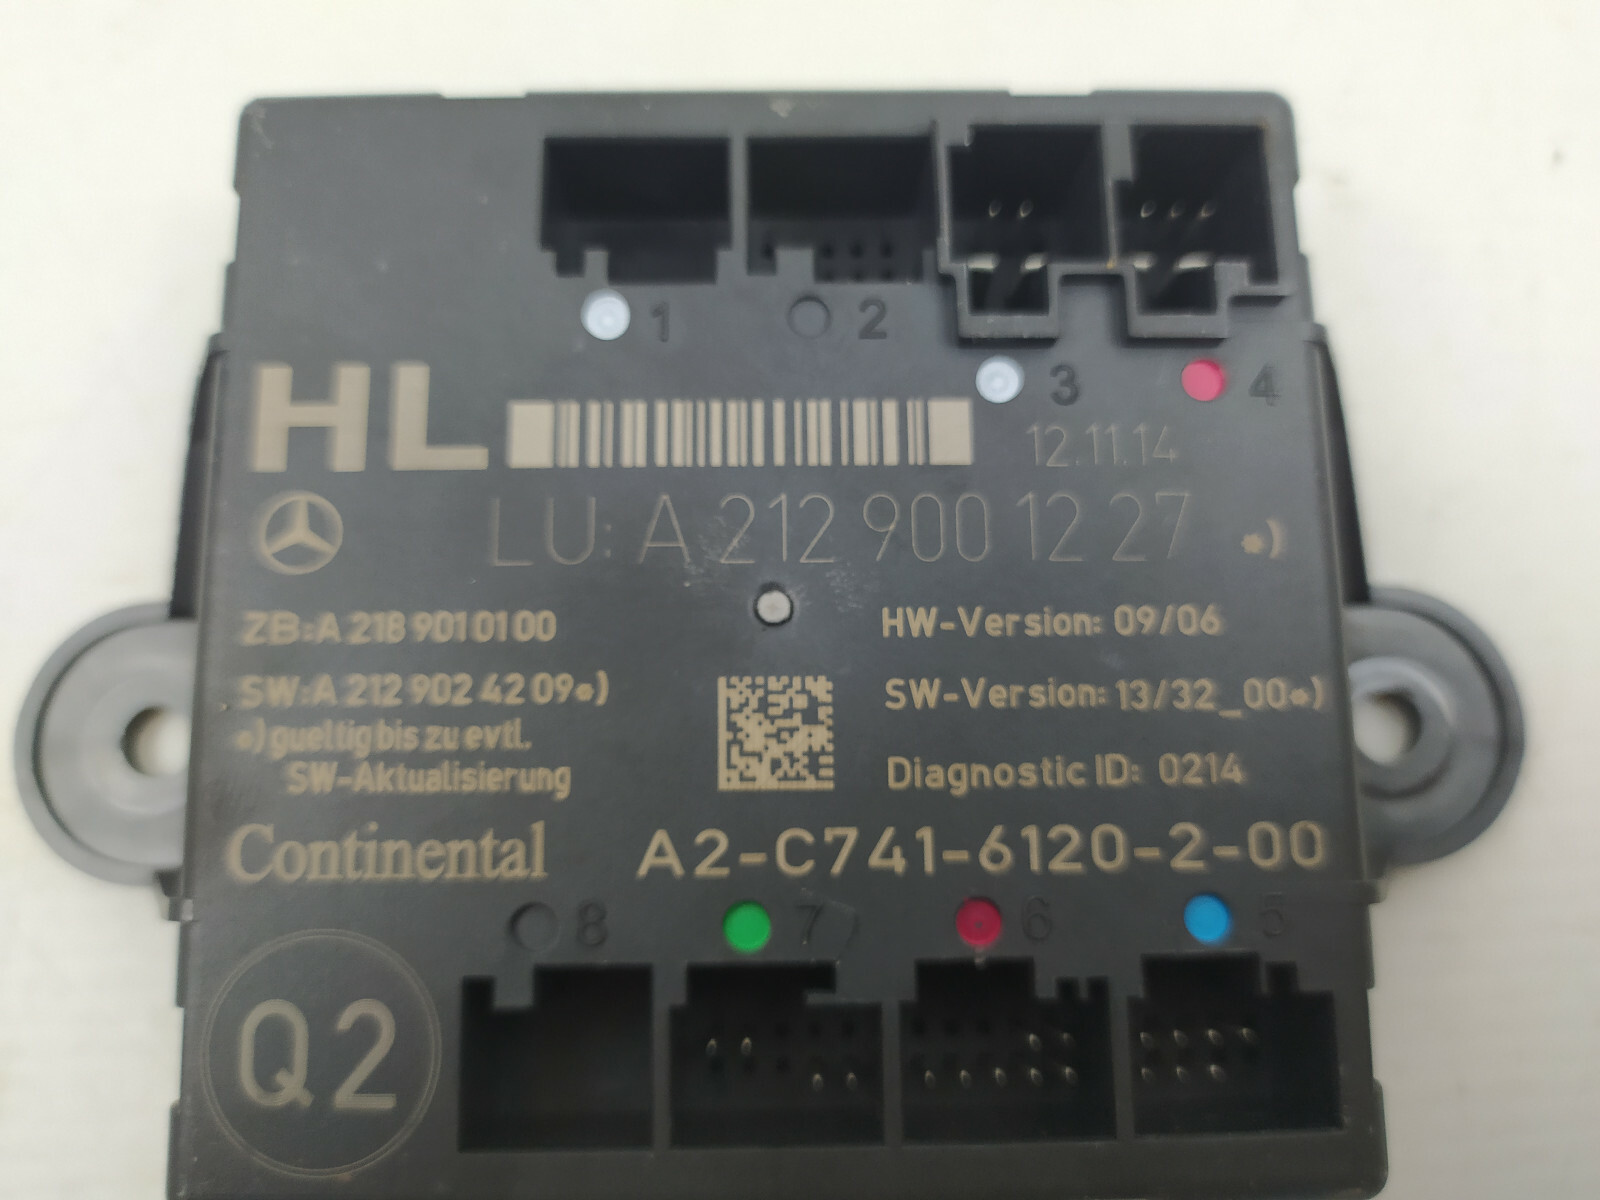 1 2
3 4
HL 12.11.14
LU: A 212 900 12 27 *)
ZB:A 218 901 01 00 HW-Version: 09/06
SW:A 212 902 42 09*) SW-Version: 13/32_00*)
*)gueltig bis zu evtl.
SW-Aktualisierung Diagnostic ID: 0214
Continental A2-C741-6120-2-00
8 7 6 5
Q2